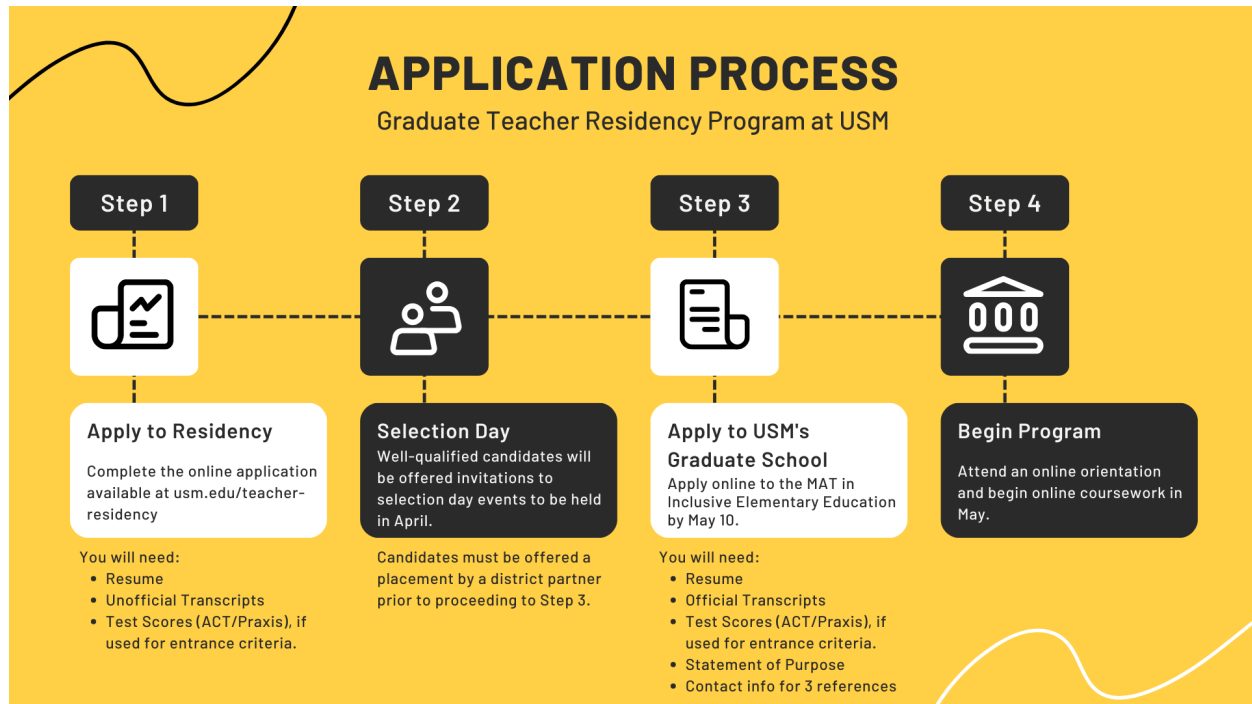 APPLICATION PROCESS
Graduate Teacher Residency Program at USM
Step 1
Step 2
Step 3
Step 4
Apply to Residency
Complete the online application
available at usm.edu/teacher-
residency
You will need:
• Resume
• Unofficial Transcripts
• Test Scores (ACT/Praxis), if
used for entrance criteria.
Selection Day
Well-qualified candidates will
be offered invitations to
selection day events to be held
in April.
Candidates must be offered a
placement by a district partner
prior to proceeding to Step 3.
Apply to USM's
Graduate School
Apply online to the MAT in
Inclusive Elementary Education
by May 10.
You will need:
• Resume
• Official Transcripts
• Test Scores (ACT/Praxis), if
used for entrance criteria.
• Statement of Purpose
• Contact info for 3 references
Begin Program
Attend an online orientation
and begin online coursework in
May.